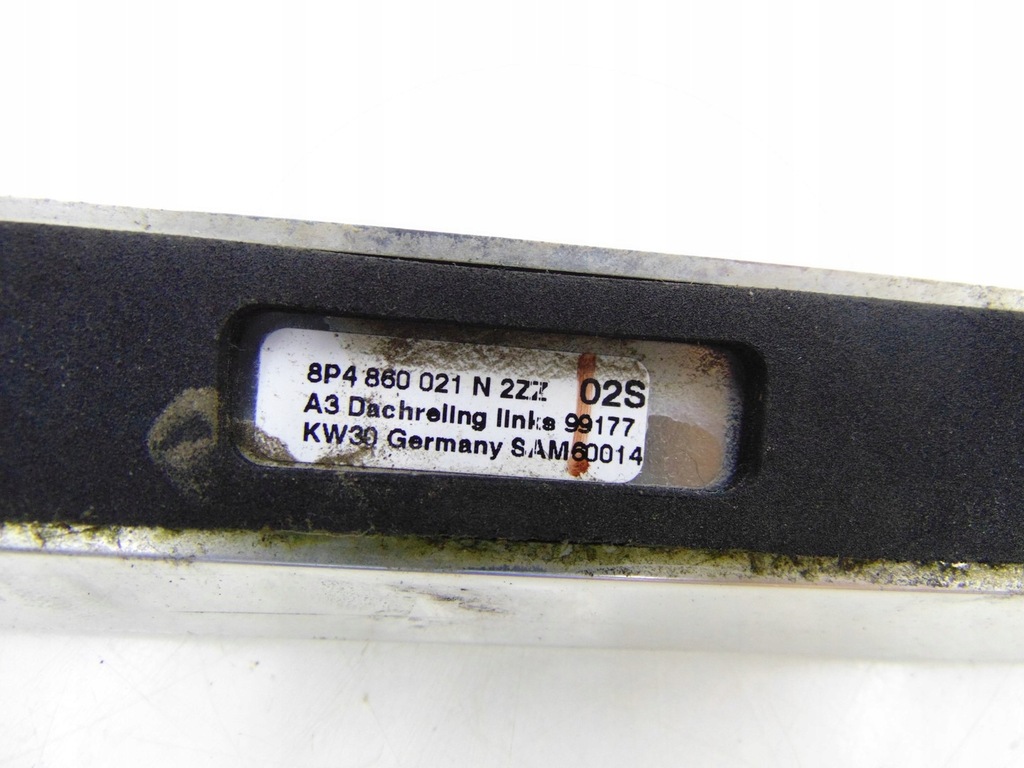 8P4 860 021 N 2ZZ 02S
A3 Dachreling links 99177
KW30 Germany SAM60014